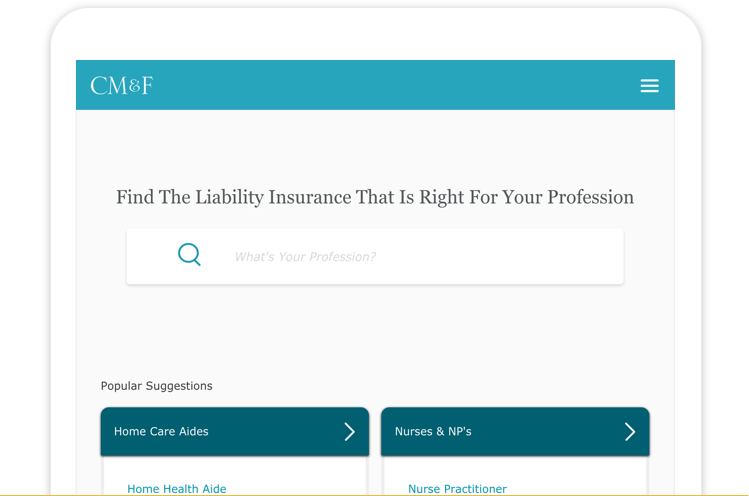 CM&F
Find The Liability Insurance That Is Right For Your Profession
What's Your Profession?
Popular Suggestions
Home Care Aides
Nurses & NP's
Home Health Aide
Nurse Practitioner